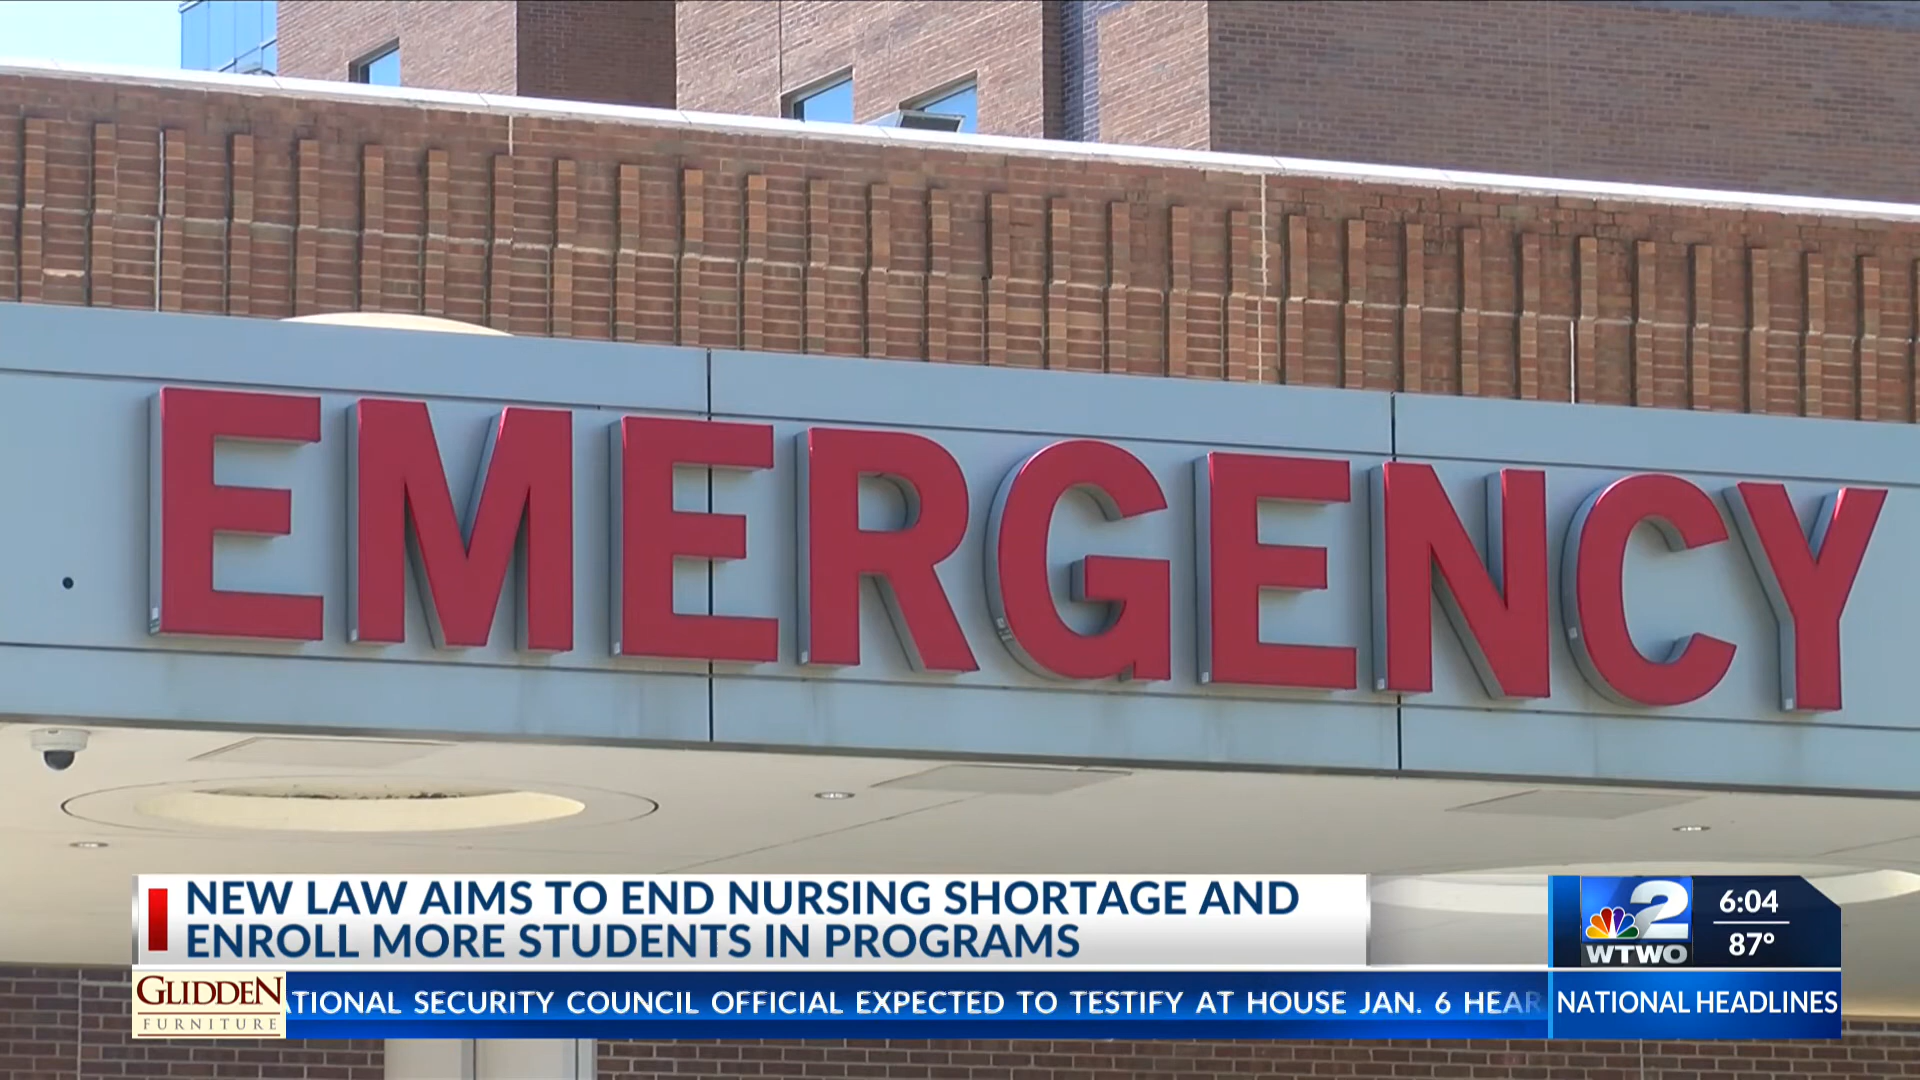 EMERGENCY
NEW LAW AIMS TO END NURSING SHORTAGE AND
ENROLL MORE STUDENTS IN PROGRAMS
2
WTWO
6:04
87°
GLIDDEN
FURNITURE
TIONAL SECURITY COUNCIL OFFICIAL EXPECTED TO TESTIFY AT HOUSE JAN. 6 HEAR
NATIONAL HEADLINES